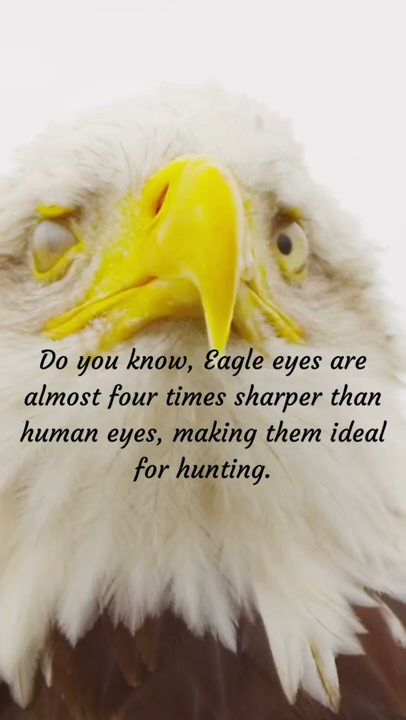 Do you know, Eagle eyes are
almost four times sharper than
human eyes, making them ideal
for hunting.